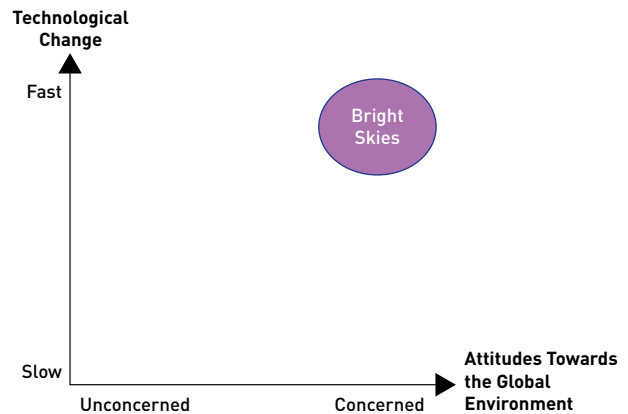 Technological
Change
Fast
Bright
Skies
Slow
Attitudes Towards
the Global
Environment
Unconcerned
Concerned